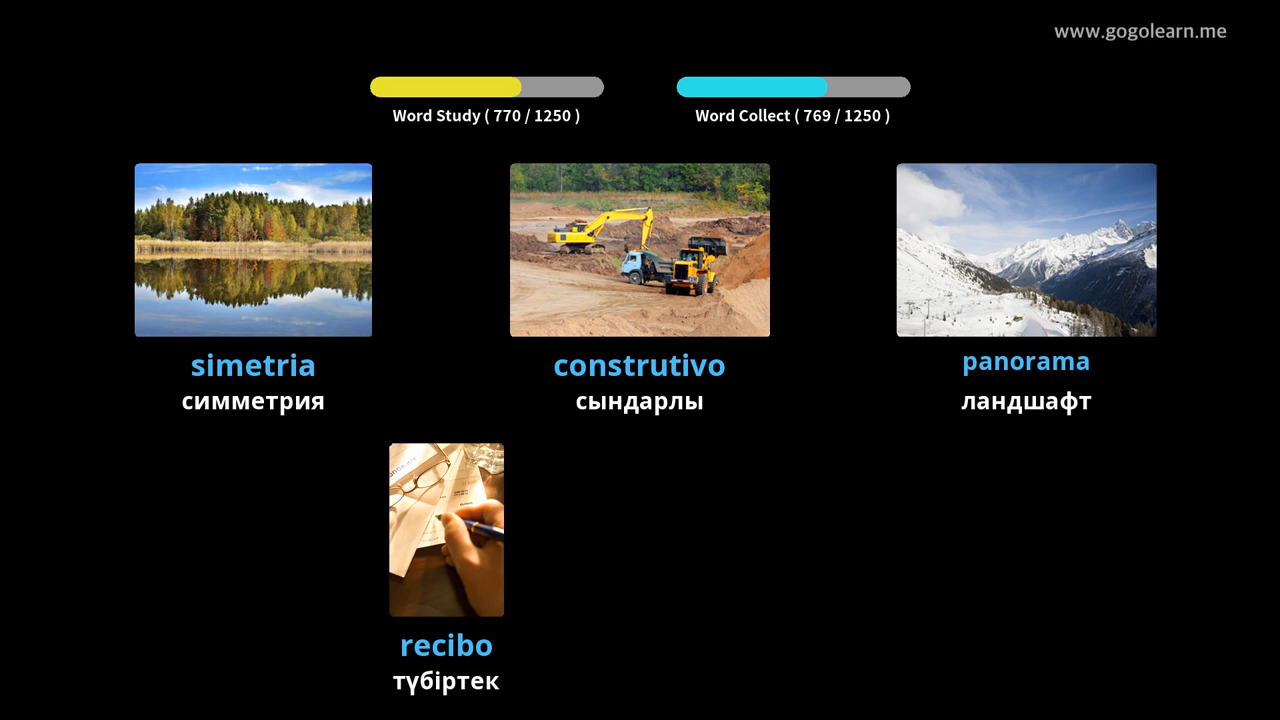 www.gogolearn.me
Word Study ( 770 / 1250 )
Word Collect ( 769 / 1250 )
simetria
симметрия
construtivo
сындарлы
panorama
ландшафт
recibo
түбіртек